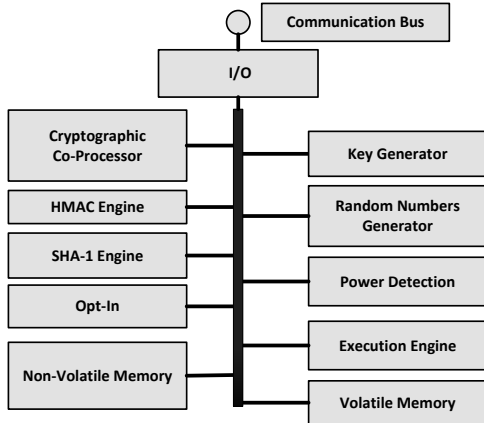 Communication Bus
I/O
Cryptographic
Co-Processor
HMAC Engine
SHA-1 Engine
Opt-In
Non-Volatile Memory
Key Generator
Random Numbers
Generator
Power Detection
Execution Engine
Volatile Memory